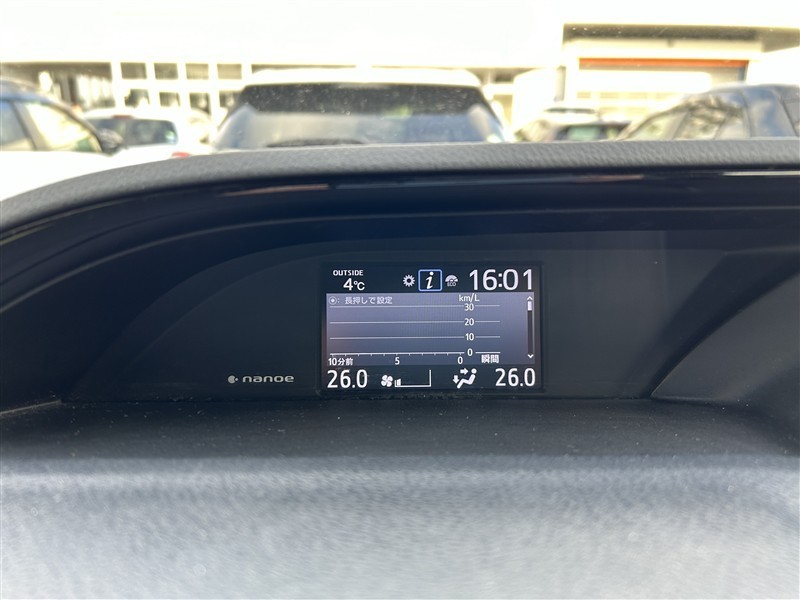 OUTSIDE
4℃
i
ECO
16:01
: 長押しで設定
km/L
30
20
10
0
10分前 5 0 瞬間
nanoe
26.0
26.0